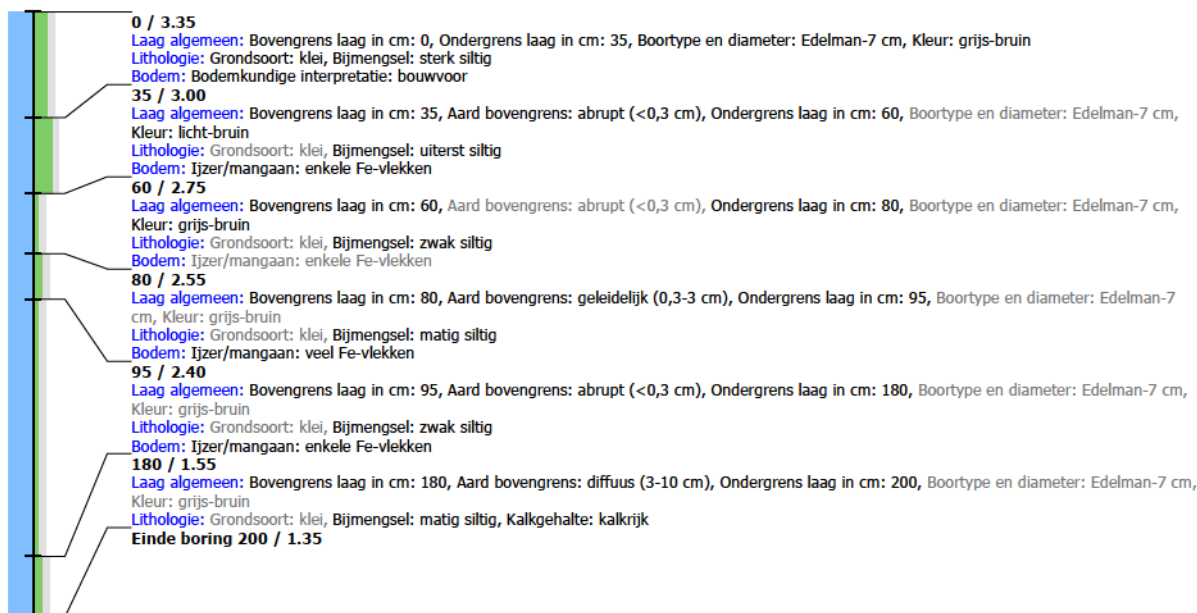 0 / 3.35
Laag algemeen: Bovengrens laag in cm: 0, Ondergrens laag in cm: 35, Boortype en diameter: Edelman-7 cm, Kleur: grijs-bruin
Lithologie: Grondsoort: klei, Bijmengsel: sterk siltig
Bodem: Bodemkundige interpretatie: bouwvoor
35 / 3.00
Laag algemeen: Bovengrens laag in cm: 35, Aard bovengrens: abrupt (<0,3 cm), Ondergrens laag in cm: 60, Boortype en diameter: Edelman-7 cm,
Kleur: licht-bruin
Lithologie: Grondsoort: klei, Bijmengsel: uiterst siltig
Bodem: Ijzer/mangaan: enkele Fe-vlekken
60 / 2.75
Laag algemeen: Bovengrens laag in cm: 60, Aard bovengrens: abrupt (<0,3 cm), Ondergrens laag in cm: 80, Boortype en diameter: Edelman-7 cm,
Kleur: grijs-bruin
Lithologie: Grondsoort: klei, Bijmengsel: zwak siltig
Bodem: Ijzer/mangaan: enkele Fe-vlekken
80 / 2.55
Laag algemeen: Bovengrens laag in cm: 80, Aard bovengrens: geleidelijk (0,3-3 cm), Ondergrens laag in cm: 95, Boortype en diameter: Edelman-7
cm, Kleur: grijs-bruin
Lithologie: Grondsoort: klei, Bijmengsel: matig siltig
Bodem: Ijzer/mangaan: veel Fe-vlekken
95 / 2.40
Laag algemeen: Bovengrens laag in cm: 95, Aard bovengrens: abrupt (<0,3 cm), Ondergrens laag in cm: 180, Boortype en diameter: Edelman-7 cm,
Kleur: grijs-bruin
Lithologie: Grondsoort: klei, Bijmengsel: zwak siltig
Bodem: Ijzer/mangaan: enkele Fe-vlekken
180 / 1.55
Laag algemeen: Bovengrens laag in cm: 180, Aard bovengrens: diffuus (3-10 cm), Ondergrens laag in cm: 200, Boortype en diameter: Edelman-7 cm,
Kleur: grijs-bruin
Lithologie: Grondsoort: klei, Bijmengsel: matig siltig, Kalkgehalte: kalkrijk
Einde boring 200 / 1.35